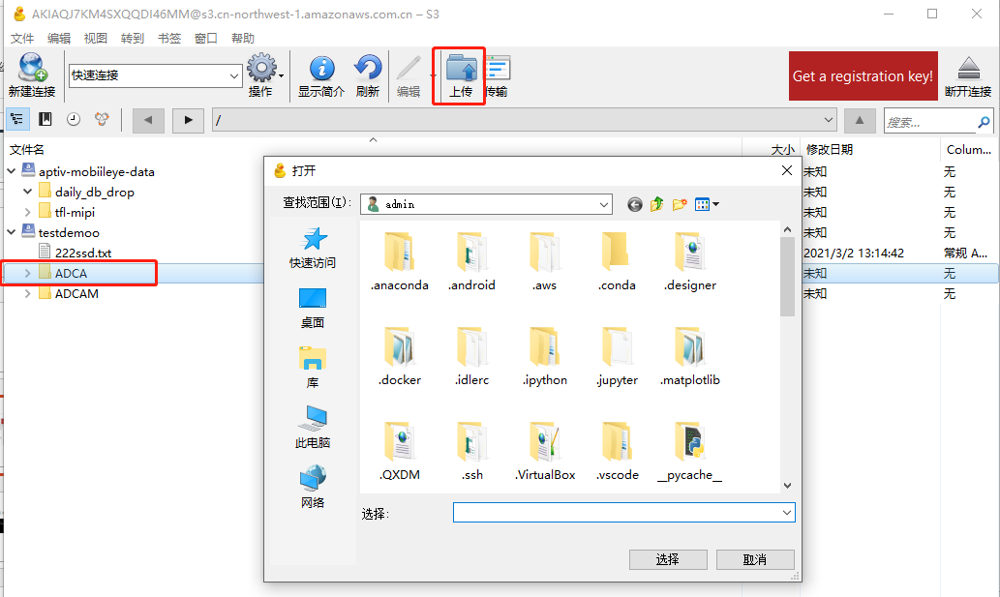 AKIAQJ7KM4SXQQDI46MM@s3.cn-northwest-1.amazonaws.com.cn – S3
文件 编辑 视图 转到 书签 窗口 帮助
新建连接
快速连接
操作
显示简介
刷新
编辑
上传
传输
Get a registration key!
断开连接
/
搜索...
文件名 大小 修改日期 Colum...
aptiv-mobiileye-data 未知 无
daily_db_drop 未知 无
tfl-mipi 未知 无
testdemoo 未知 无
222ssd.txt 2021/3/2 13:14:42 常规 A...
ADCA 未知 无
ADCAM 未知 无
打开
查找范围(I): admin
快速访问
桌面
库
此电脑
网络
.anaconda .android .aws .conda .designer
.docker .idlerc .ipython .jupyter .matplotlib
.QXDM .ssh .VirtualBox .vscode __pycache__
选择:
选择 取消